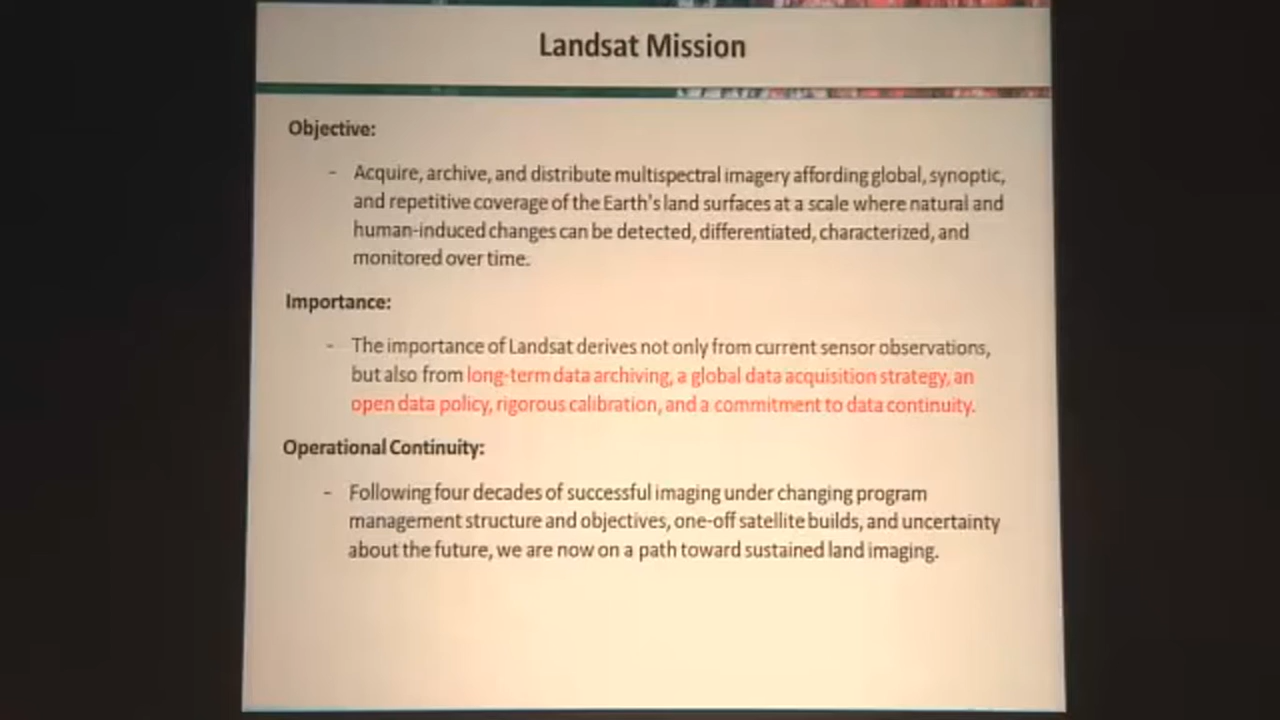 Landsat Mission
Objective:
- Acquire, archive, and distribute multispectral imagery affording global, synoptic,
and repetitive coverage of the Earth's land surfaces at a scale where natural and
human-induced changes can be detected, differentiated, characterized, and
monitored over time.
Importance:
- The importance of Landsat derives not only from current sensor observations,
but also from long-term data archiving, a global data acquisition strategy, an
open data policy, rigorous calibration, and a commitment to data continuity.
Operational Continuity:
- Following four decades of successful imaging under changing program
management structure and objectives, one-off satellite builds, and uncertainty
about the future, we are now on a path toward sustained land imaging.